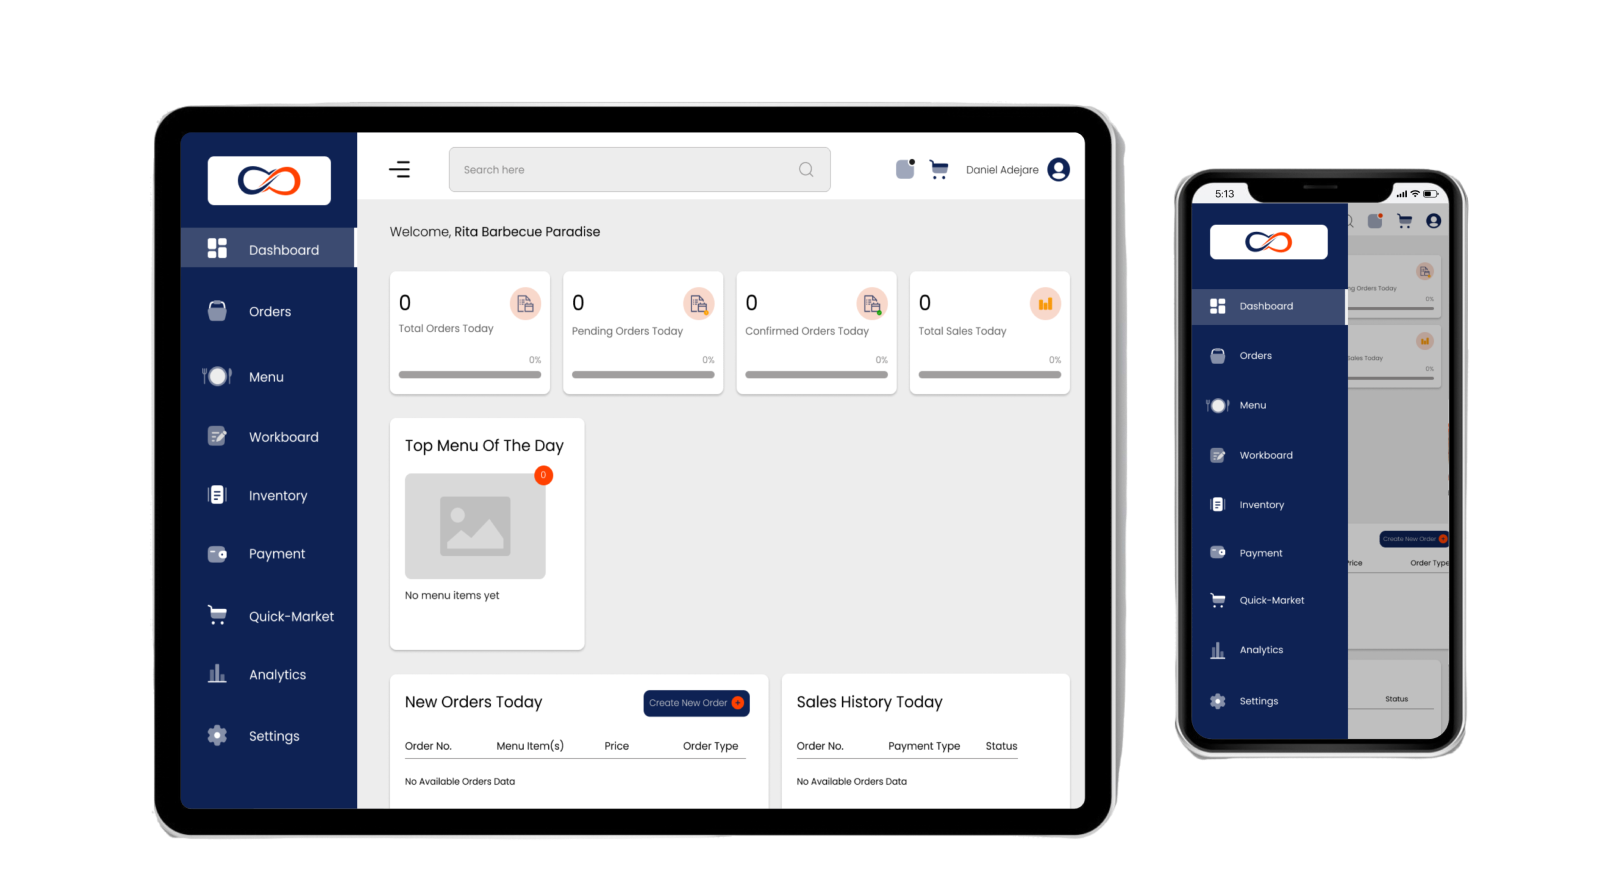 Search here
Daniel Adejare
Dashboard
Orders
Menu
Workboard
Inventory
Payment
Quick-Market
Analytics
Settings
Welcome, Rita Barbecue Paradise
0
Total Orders Today
0%
0
Pending Orders Today
0%
0
Confirmed Orders Today
0%
0
Total Sales Today
0%
Top Menu Of The Day
0
No menu items yet
New Orders Today
Create New Order
Order No. Menu Item(s) Price Order Type
No Available Orders Data
Sales History Today
Order No. Payment Type Status
No Available Orders Data
5:13
Dashboard
Orders
Menu
Workboard
Inventory
Payment
Quick-Market
Analytics
Settings
Orders Today
0%
Sales Today
0%
Create New Order
Price Order Type
Status